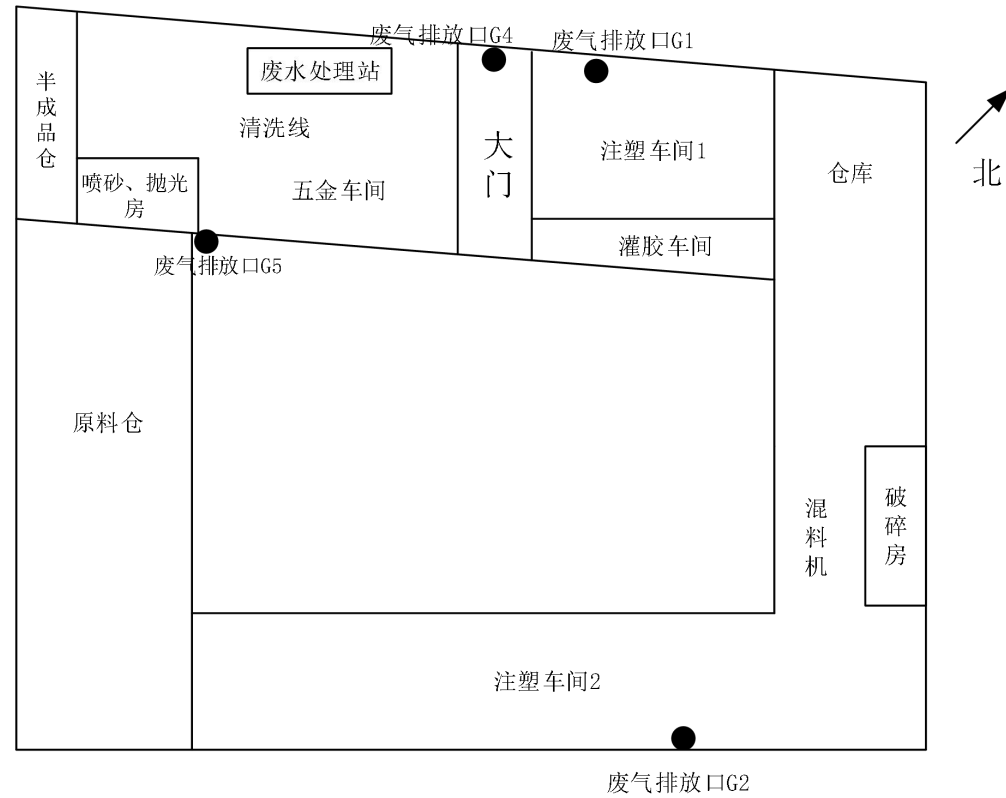 废气排放口G4
废气排放口G1
半成品仓
废水处理站
清洗线
大门
注塑车间1
仓库
北
喷砂、抛光
房
五金车间
灌胶车间
废气排放口G5
原料仓
混料机
破碎房
注塑车间2
废气排放口G2